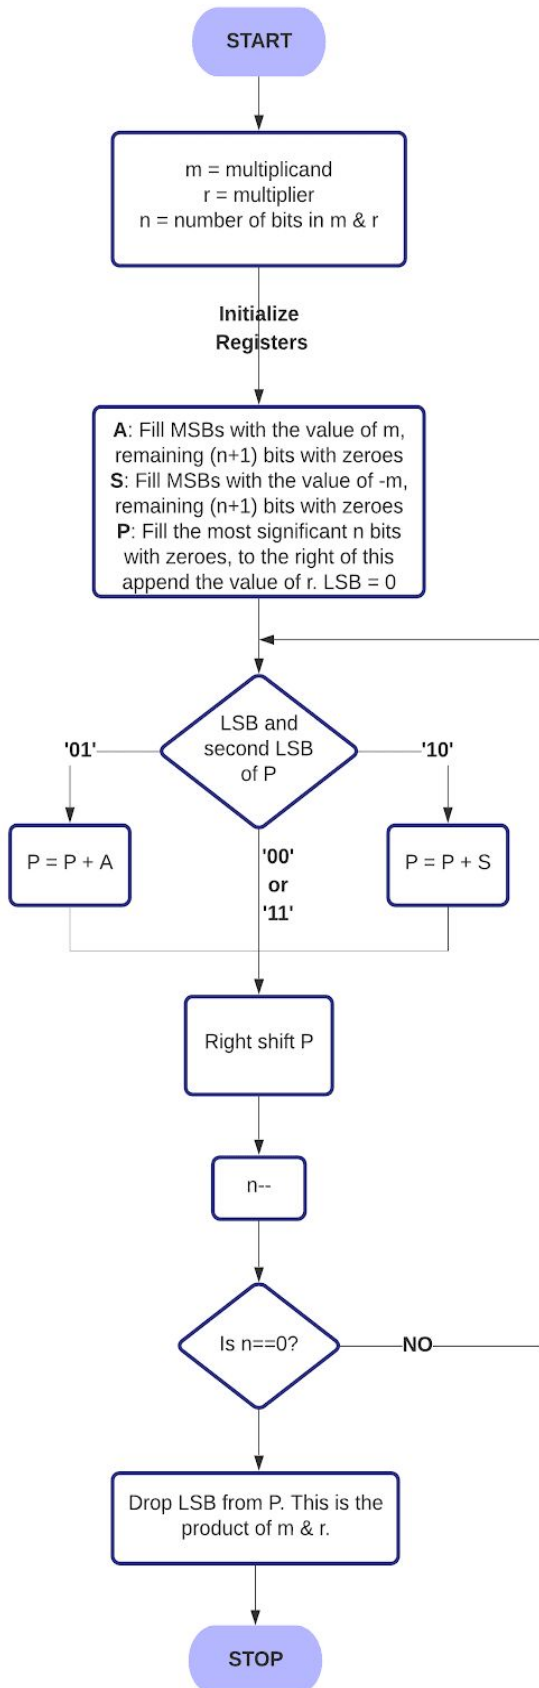 START
m = multiplicand
r = multiplier
n = number of bits in m & r
Initialize
Registers
A: Fill MSBs with the value of m,
remaining (n+1) bits with zeroes
S: Fill MSBs with the value of -m,
remaining (n+1) bits with zeroes
P: Fill the most significant n bits
with zeroes, to the right of this
append the value of r. LSB = 0
LSB and
second LSB
of P
'01'
'10'
P = P + A
'00'
or
'11'
P = P + S
Right shift P
n--
Is n==0?
NO
Drop LSB from P. This is the
product of m & r.
STOP